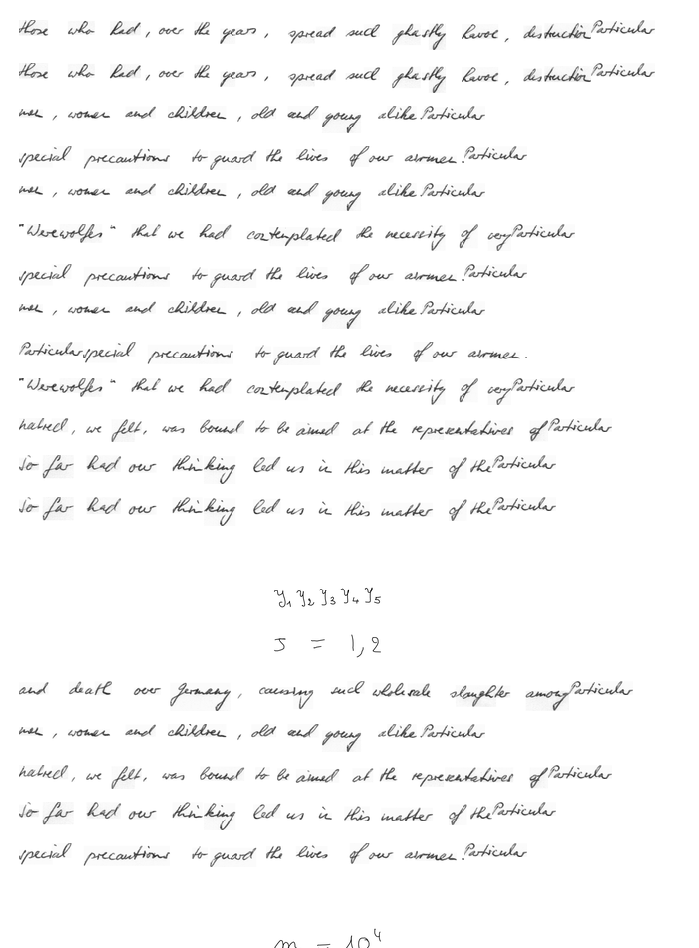 those who had, over the years, spread such ghastly havoc, destruction Particular
those who had, over the years, spread such ghastly havoc, destruction Particular
men, women and children, old and young alike Particular
special precautions to guard the lives of our airmen. Particular
men, women and children, old and young alike Particular
"Werewolfes" that we had contemplated the necessity of very Particular
special precautions to guard the lives of our airmen. Particular
men, women and children, old and young alike Particular
Particular special precautions to guard the lives of our airmen.
"Werewolfes" that we had contemplated the necessity of very Particular
hatred, we felt, was bound to be aimed at the representatives of Particular
So far had our thinking led us in this matter of the Particular
So far had our thinking led us in this matter of the Particular
y₁ y₂ y₃ y₄ y₅
J = 1,2
and death over Germany, causing such wholesale slaughter among Particular
men, women and children, old and young alike Particular
hatred, we felt, was bound to be aimed at the representatives of Particular
So far had our thinking led us in this matter of the Particular
special precautions to guard the lives of our airmen. Particular
m = 10⁴